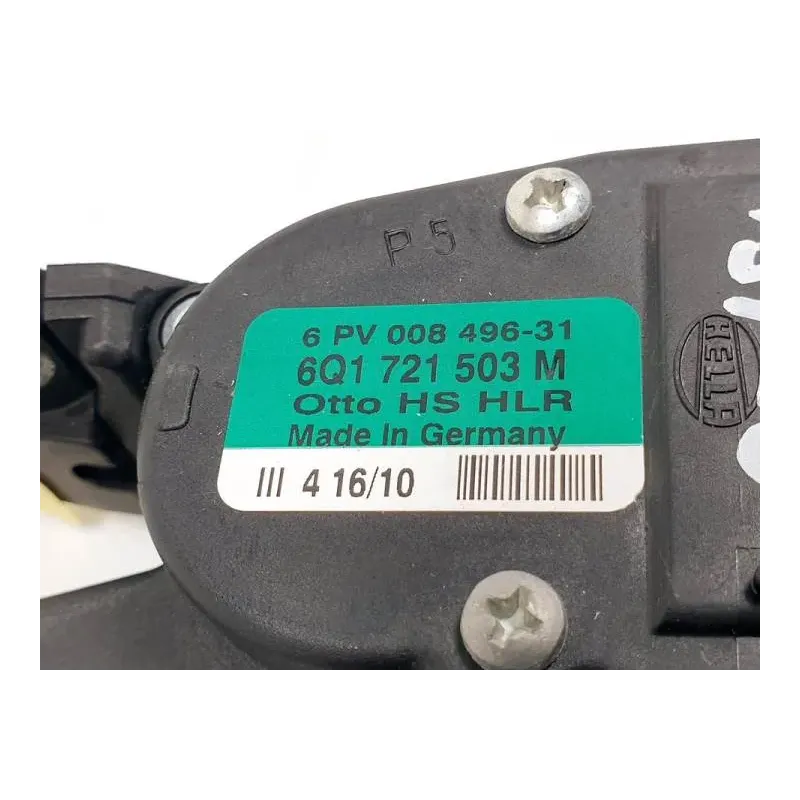 P 5
6 PV 008 496-31
6Q1 721 503 M
Otto HS HLR
Made In Germany
III 4 16/10
HELLA